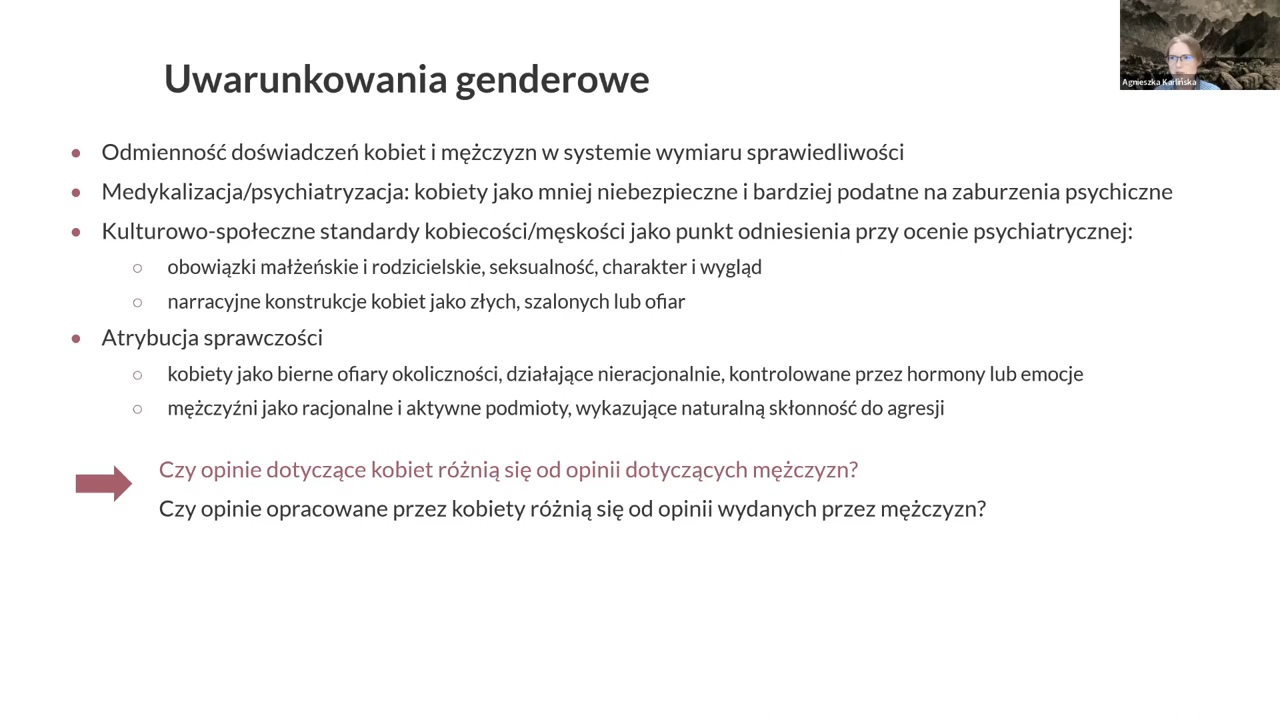 Uwarunkowania genderowe
Agnieszka Karlińska
• Odmienność doświadczeń kobiet i mężczyzn w systemie wymiaru sprawiedliwości
• Medykalizacja/psychiatryzacja: kobiety jako mniej niebezpieczne i bardziej podatne na zaburzenia psychiczne
• Kulturowo-społeczne standardy kobiecości/męskości jako punkt odniesienia przy ocenie psychiatrycznej:
○ obowiązki małżeńskie i rodzicielskie, seksualność, charakter i wygląd
○ narracyjne konstrukcje kobiet jako złych, szalonych lub ofiar
• Atrybucja sprawczości
○ kobiety jako bierne ofiary okoliczności, działające nieracjonalnie, kontrolowane przez hormony lub emocje
○ mężczyźni jako racjonalne i aktywne podmioty, wykazujące naturalną skłonność do agresji
Czy opinie dotyczące kobiet różnią się od opinii dotyczących mężczyzn?
Czy opinie opracowane przez kobiety różnią się od opinii wydanych przez mężczyzn?